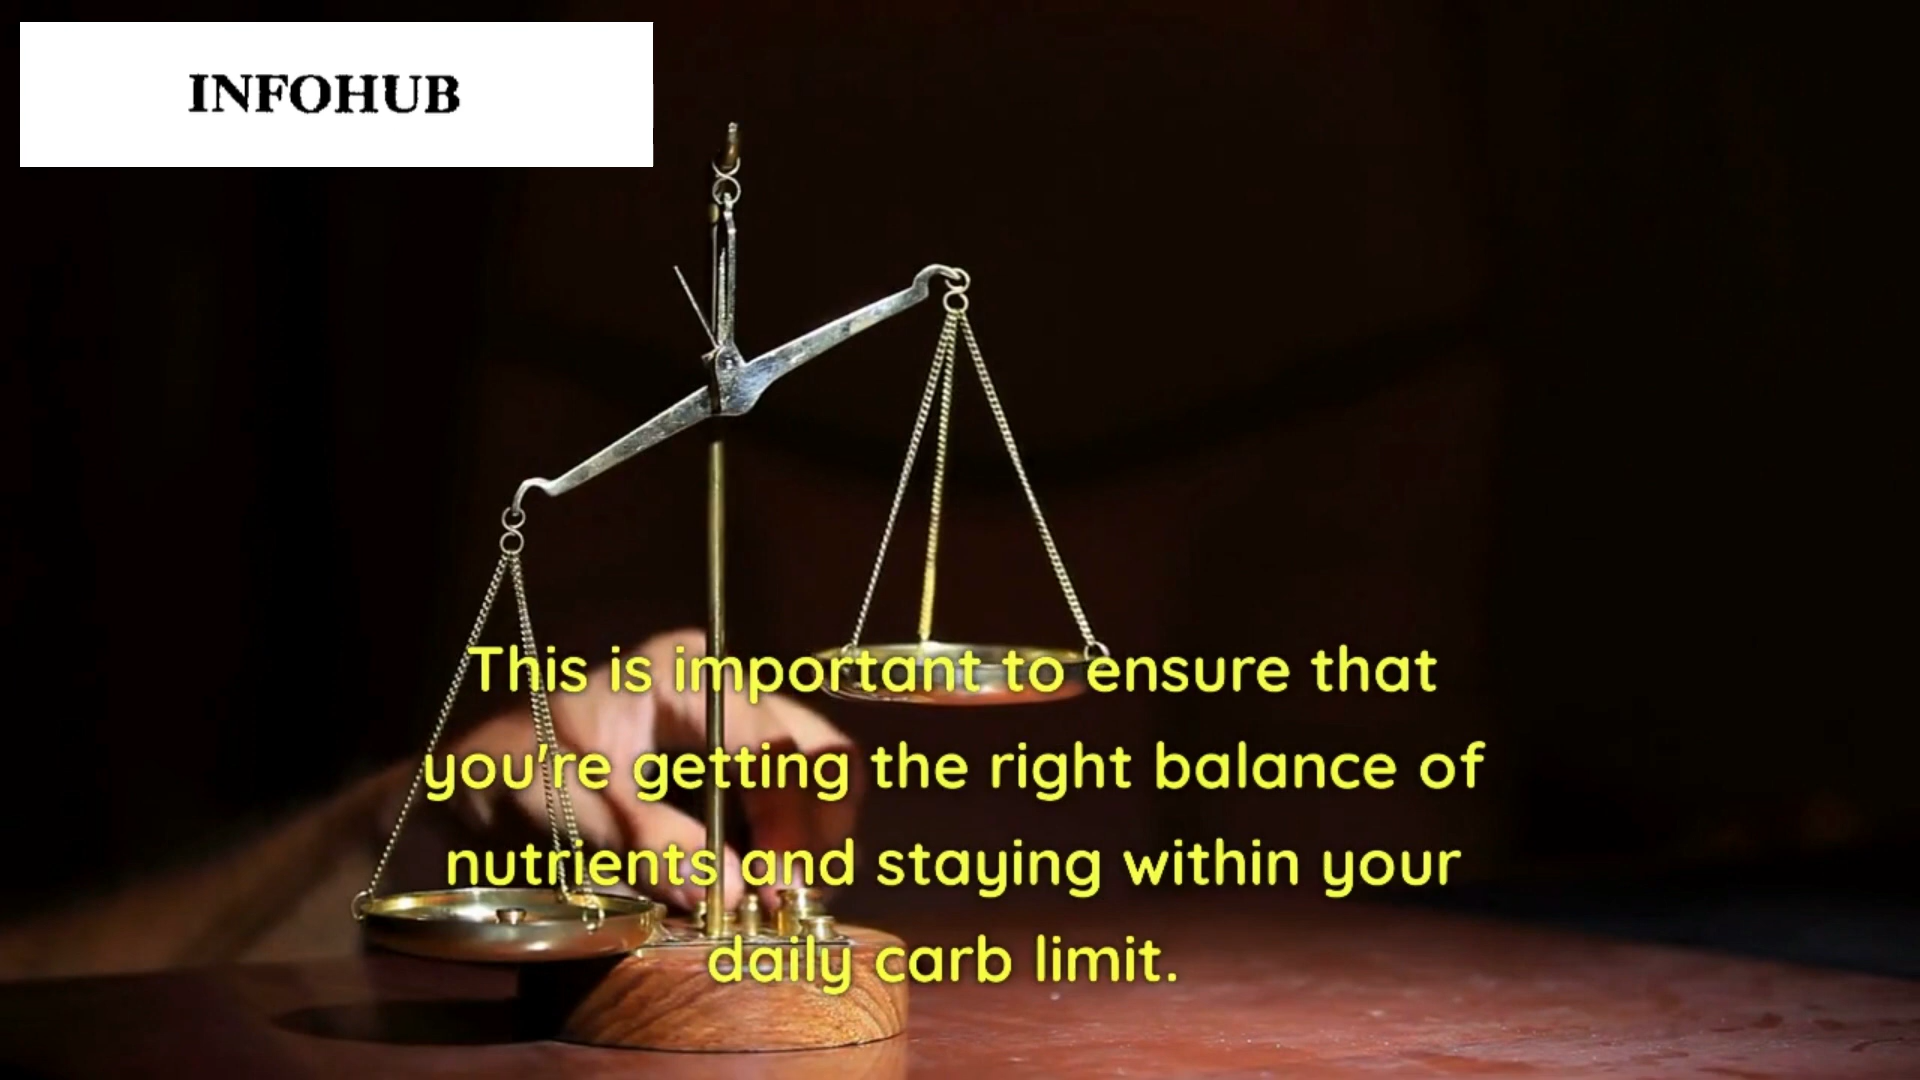 INFOHUB
This is important to ensure that
you're getting the right balance of
nutrients and staying within your
daily carb limit.